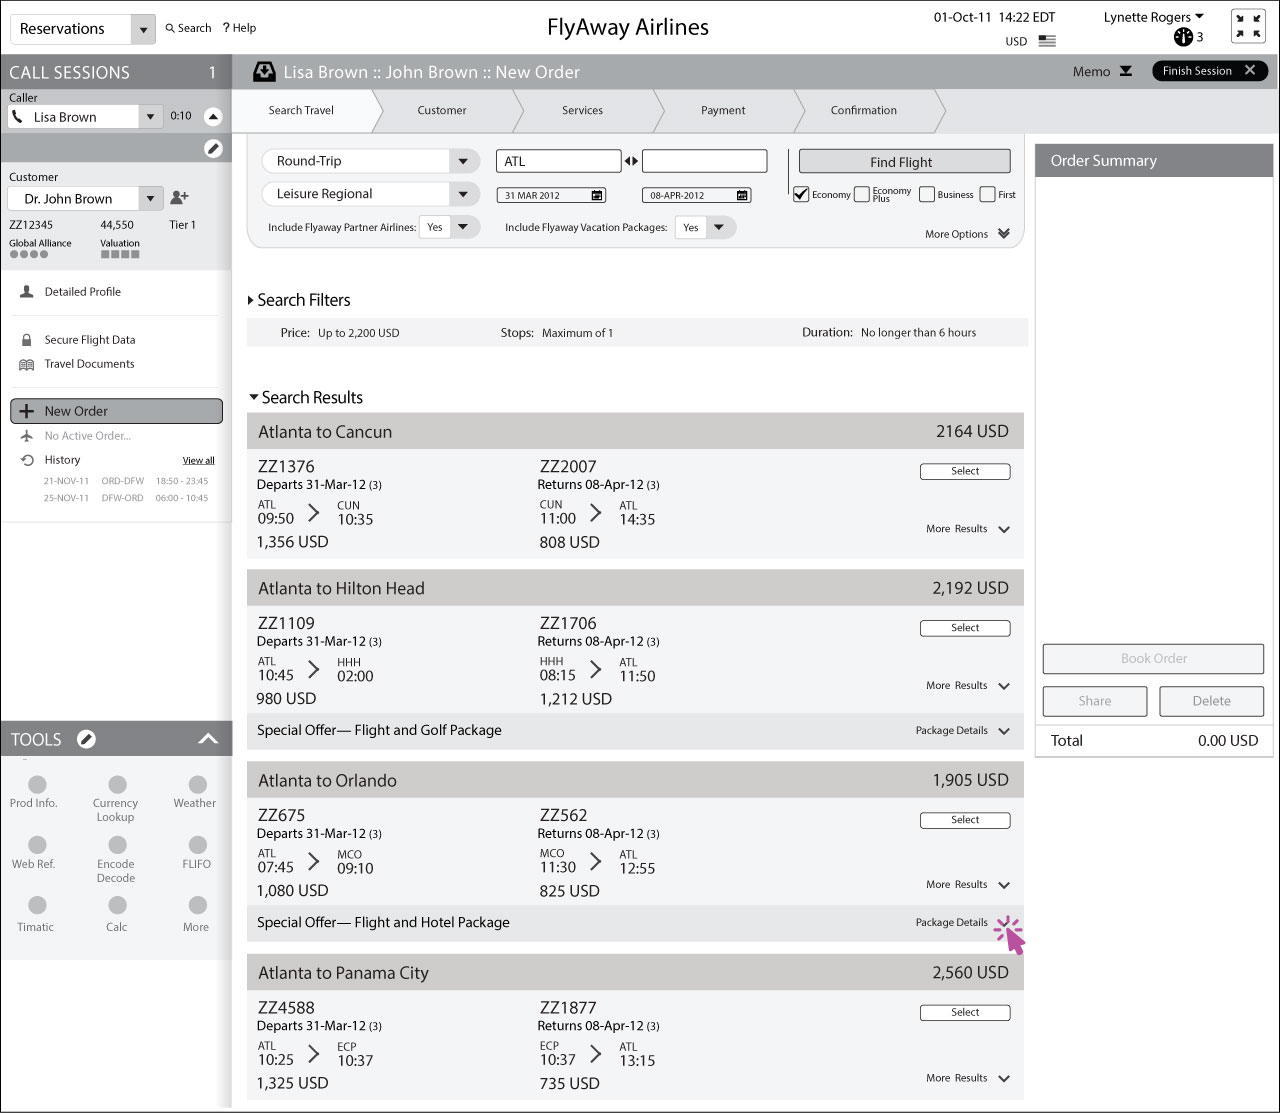 Reservations
Search
? Help
FlyAway Airlines
01-Oct-11 14:22 EDT
USD
Lynette Rogers
3
CALL SESSIONS 1
Caller
Lisa Brown
0:10
Customer
Dr. John Brown
ZZ12345 44,550 Tier 1
Global Alliance Valuation
Detailed Profile
Secure Flight Data
Travel Documents
New Order
No Active Order...
History View all
21-NOV-11 ORD-DFW 18:50 - 23:45
25-NOV-11 DFW-ORD 06:00 - 10:45
TOOLS
Prod Info. Currency Lookup Weather
Web Ref. Encode Decode FLIFO
Timatic Calc More
Lisa Brown :: John Brown :: New Order
Memo
Finish Session
Search Travel Customer Services Payment Confirmation
Round-Trip ATL Find Flight
Leisure Regional 31 MAR 2012 08-APR-2012 Economy Economy Plus Business First
Include Flyaway Partner Airlines: Yes Include Flyaway Vacation Packages: Yes
More Options
Search Filters
Price: Up to 2,200 USD Stops: Maximum of 1 Duration: No longer than 6 hours
Search Results
Atlanta to Cancun 2164 USD
ZZ1376 ZZ2007
Departs 31-Mar-12 (3) Returns 08-Apr-12 (3)
Select
ATL CUN CUN ATL
09:50 10:35 11:00 14:35
More Results
1,356 USD 808 USD
Atlanta to Hilton Head 2,192 USD
ZZ1109 ZZ1706
Departs 31-Mar-12 (3) Returns 08-Apr-12 (3)
Select
ATL HHH HHH ATL
10:45 02:00 08:15 11:50
More Results
980 USD 1,212 USD
Special Offer— Flight and Golf Package Package Details
Atlanta to Orlando 1,905 USD
ZZ675 ZZ562
Departs 31-Mar-12 (3) Returns 08-Apr-12 (3)
Select
ATL MCO MCO ATL
07:45 09:10 11:30 12:55
More Results
1,080 USD 825 USD
Special Offer— Flight and Hotel Package Package Details
Atlanta to Panama City 2,560 USD
ZZ4588 ZZ1877
Departs 31-Mar-12 (3) Returns 08-Apr-12 (3)
Select
ATL ECP ECP ATL
10:25 10:37 10:37 13:15
More Results
1,325 USD 735 USD
Order Summary
Book Order
Share Delete
Total 0.00 USD